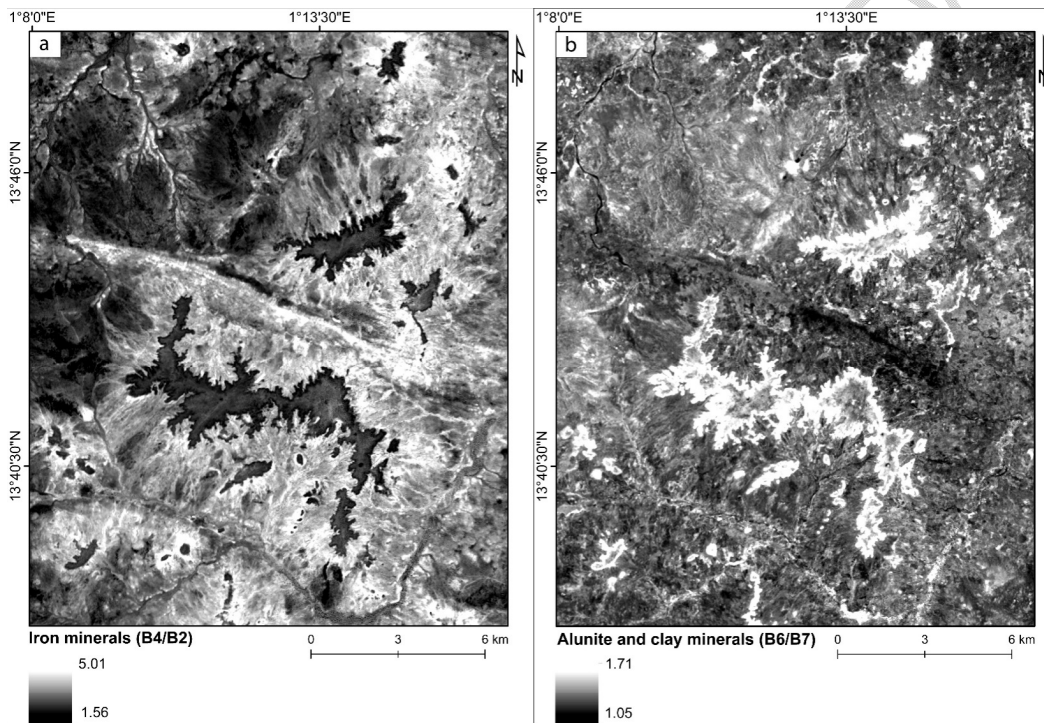 1°8'0"E 1°13'30"E 1°8'0"E 1°13'30"E
a b
N N
13°46'0"N 13°46'0"N
13°40'30"N 13°40'30"N
Iron minerals (B4/B2) 0 3 6 km Alunite and clay minerals (B6/B7) 0 3 6 km
5.01 1.71
1.56 1.05